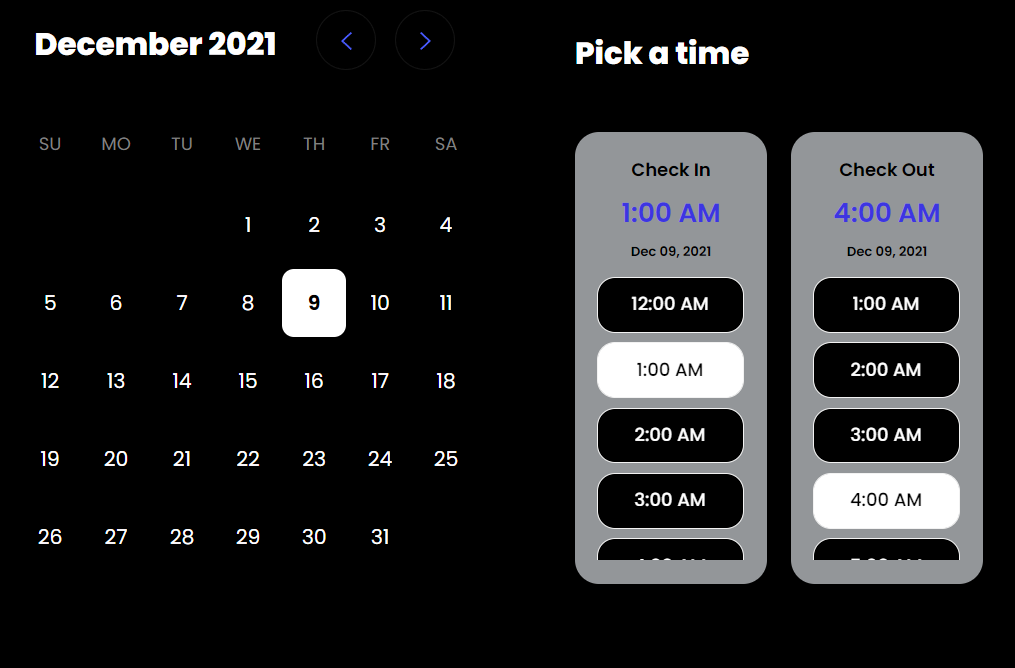 December 2021
SU MO TU WE TH FR SA
1 2 3 4
5 6 7 8 9 10 11
12 13 14 15 16 17 18
19 20 21 22 23 24 25
26 27 28 29 30 31
Pick a time
Check In
1:00 AM
Dec 09, 2021
12:00 AM
1:00 AM
2:00 AM
3:00 AM
Check Out
4:00 AM
Dec 09, 2021
1:00 AM
2:00 AM
3:00 AM
4:00 AM